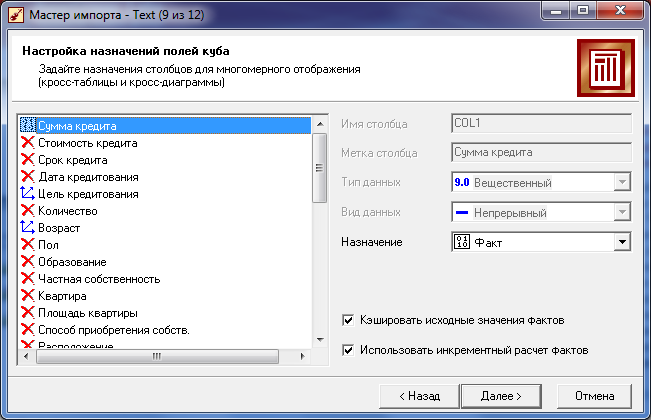 Мастер импорта - Text (9 из 12)
Настройка назначений полей куба
Задайте назначения столбцов для многомерного отображения
(кросс-таблицы и кросс-диаграммы)
Сумма кредита
Стоимость кредита
Срок кредита
Дата кредитования
Цель кредитования
Количество
Возраст
Пол
Образование
Частная собственность
Квартира
Площадь квартиры
Способ приобретения собств.
Расположение
Имя столбца COL1
Метка столбца Сумма кредита
Тип данных 9.0 Вещественный
Вид данных Непрерывный
Назначение Факт
Кэшировать исходные значения фактов
Использовать инкрементный расчет фактов
< Назад Далее > Отмена